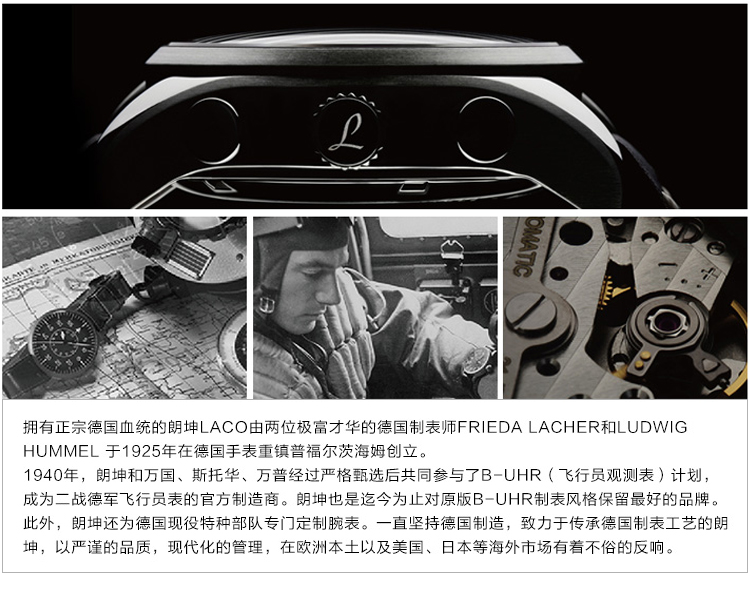 L
KARTE IN MERKATORPROJEKTION
OMATIC
拥有正宗德国血统的朗坤LACO由两位极富才华的德国制表师FRIEDA LACHER和LUDWIG
HUMMEL 于1925年在德国手表重镇普福尔茨海姆创立。
1940年，朗坤和万国、斯托华、万普经过严格甄选后共同参与了B-UHR（飞行员观测表）计划，
成为二战德军飞行员表的官方制造商。朗坤也是迄今为止对原版B-UHR制表风格保留最好的品牌。
此外，朗坤还为德国现役特种部队专门定制腕表。一直坚持德国制造，致力于传承德国制表工艺的朗
坤，以严谨的品质，现代化的管理，在欧洲本土以及美国、日本等海外市场有着不俗的反响。